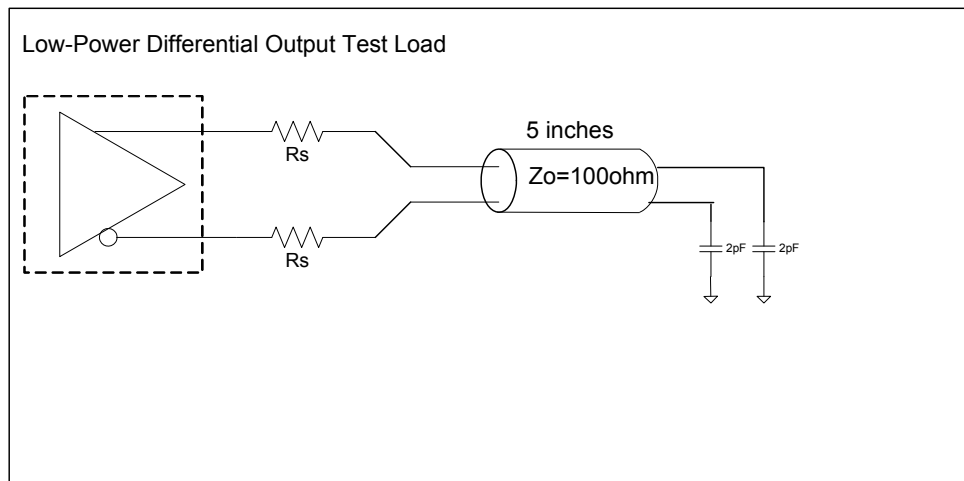 Low-Power Differential Output Test Load
5 inches
Rs
Zo=100ohm
Rs
2pF
2pF